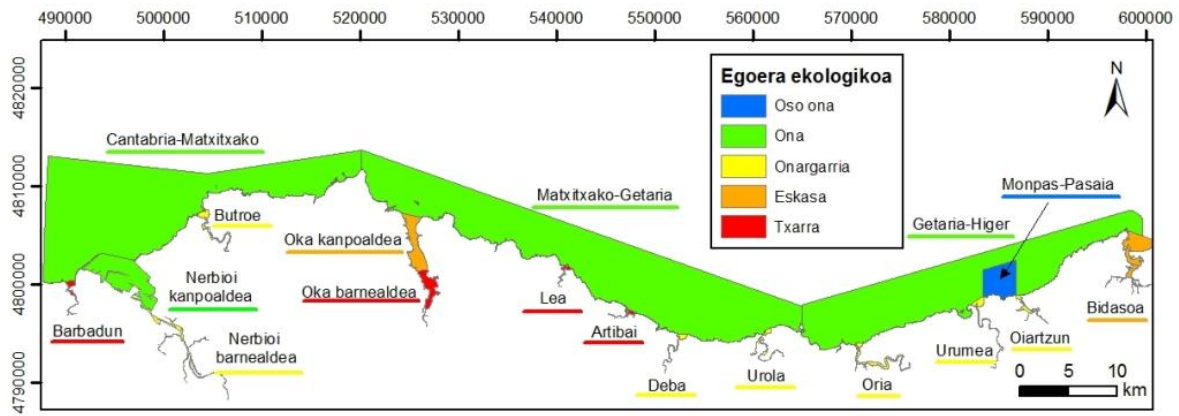 490000 500000 510000 520000 530000 540000 550000 560000 570000 580000 590000 600000
4820000
4810000
4800000
4790000
Egoera ekologikoa
Oso ona
Ona
Onargarria
Eskasa
Txarra
N
Cantabria-Matxitxako
Matxitxako-Getaria
Monpas-Pasaia
Getaria-Higer
Butroe
Oka kanpoaldea
Nerbioi
kanpoaldea
Oka barnealdea
Lea
Bidasoa
Barbadun
Artibai
Nerbioi
barnealdea
Urumea
Oiartzun
Deba
Urola
Oria
0 5 10
km